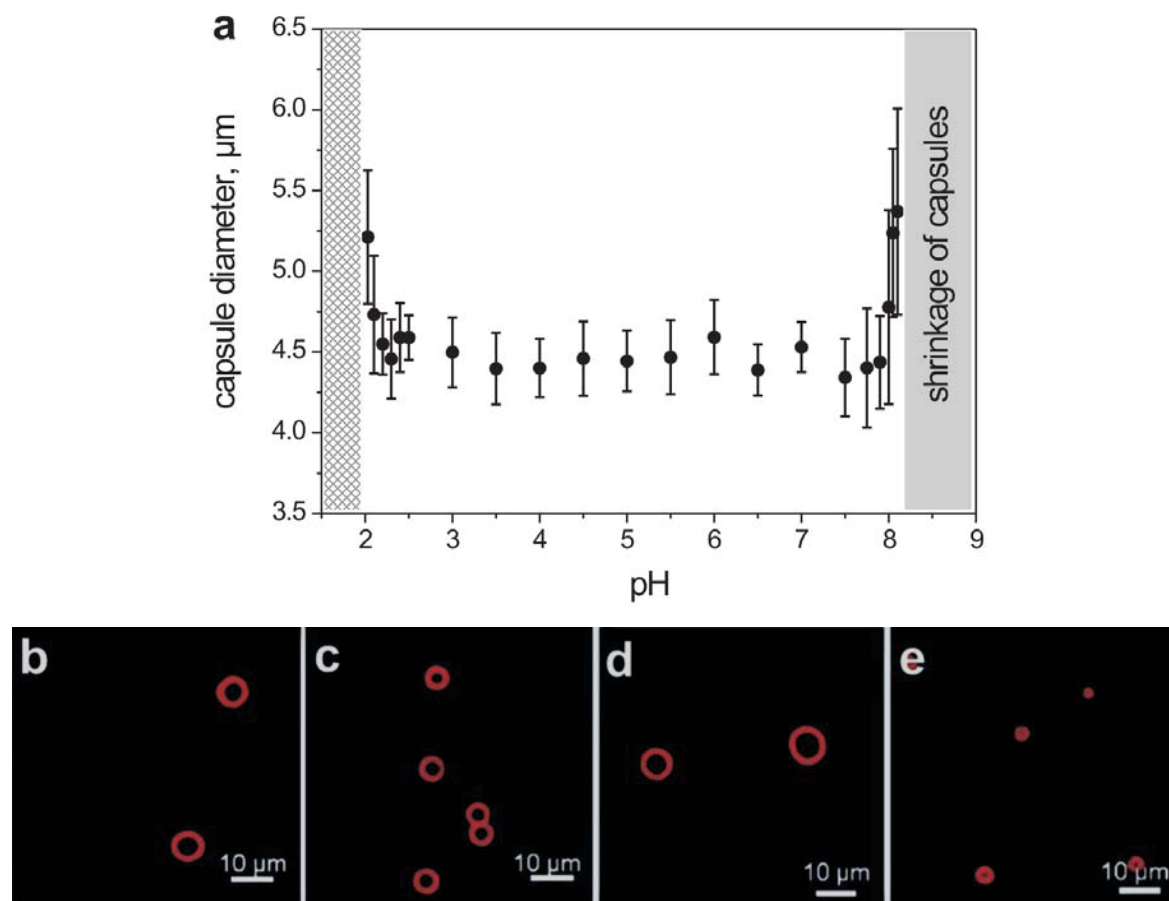 a
6.5
6.0
5.5
5.0
4.5
4.0
3.5
capsule diameter, µm
shrinkage of capsules
2 3 4 5 6 7 8 9
pH
b
10 µm
c
10 µm
d
10 µm
e
10 µm